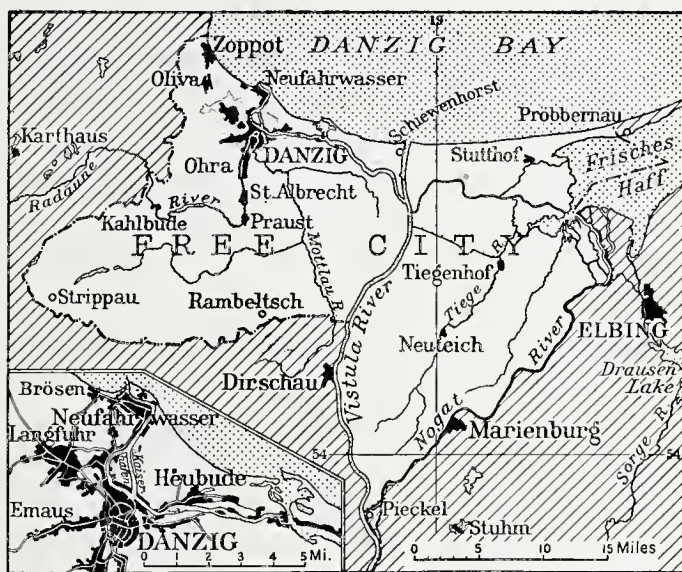 19
Zoppot
DANZIG BAY
Oliva
Neufahrwasser
Karthaus
Schiewenhorst
Pröbbernau
Ohra
DANZIG
Stutthof
Frisches
Haff
Radaune
River
St. Albrecht
Kahlbude
Praust
FREE CITY
Mottlau R.
Tiegenhof
Tiege R.
Strippau
Rambeltsch
Vistula River
Neuteich
ELBING
Dirschau
Nogat River
Drausen
Lake
Marienburg
Sorge R.
54
54
Pieckel
Stuhm
0 5 10 15 Miles
Brösen
Neufahrwasser
Langfuhr
Kaiser
Heubude
Emaus
DANZIG
0 1 2 3 4 5 Mi.